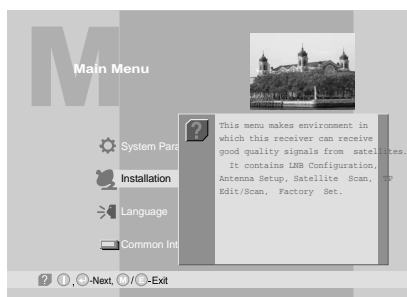 M
Main Menu
System Para
Installation
Language
Common Int
?
This menu makes environment in
which this receiver can receive
good quality signals from satellites.
It contains LNB Configuration,
Antenna Setup, Satellite Scan, TP
Edit/Scan, Factory Set.
? , -Next, M / E -Exit